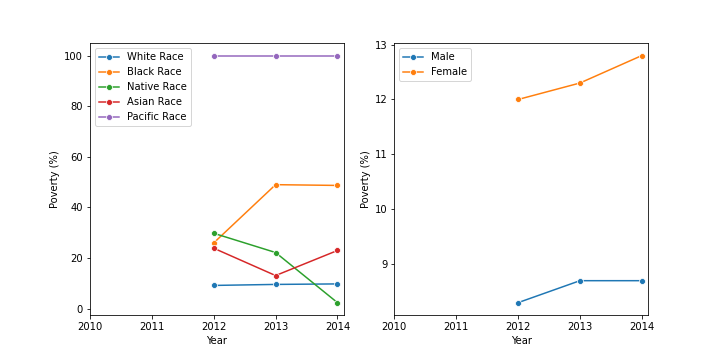 White Race
Black Race
Native Race
Asian Race
Pacific Race
100
80
60
40
20
0
Poverty (%)
2010 2011 2012 2013 2014
Year
Male
Female
13
12
11
10
9
Poverty (%)
2010 2011 2012 2013 2014
Year